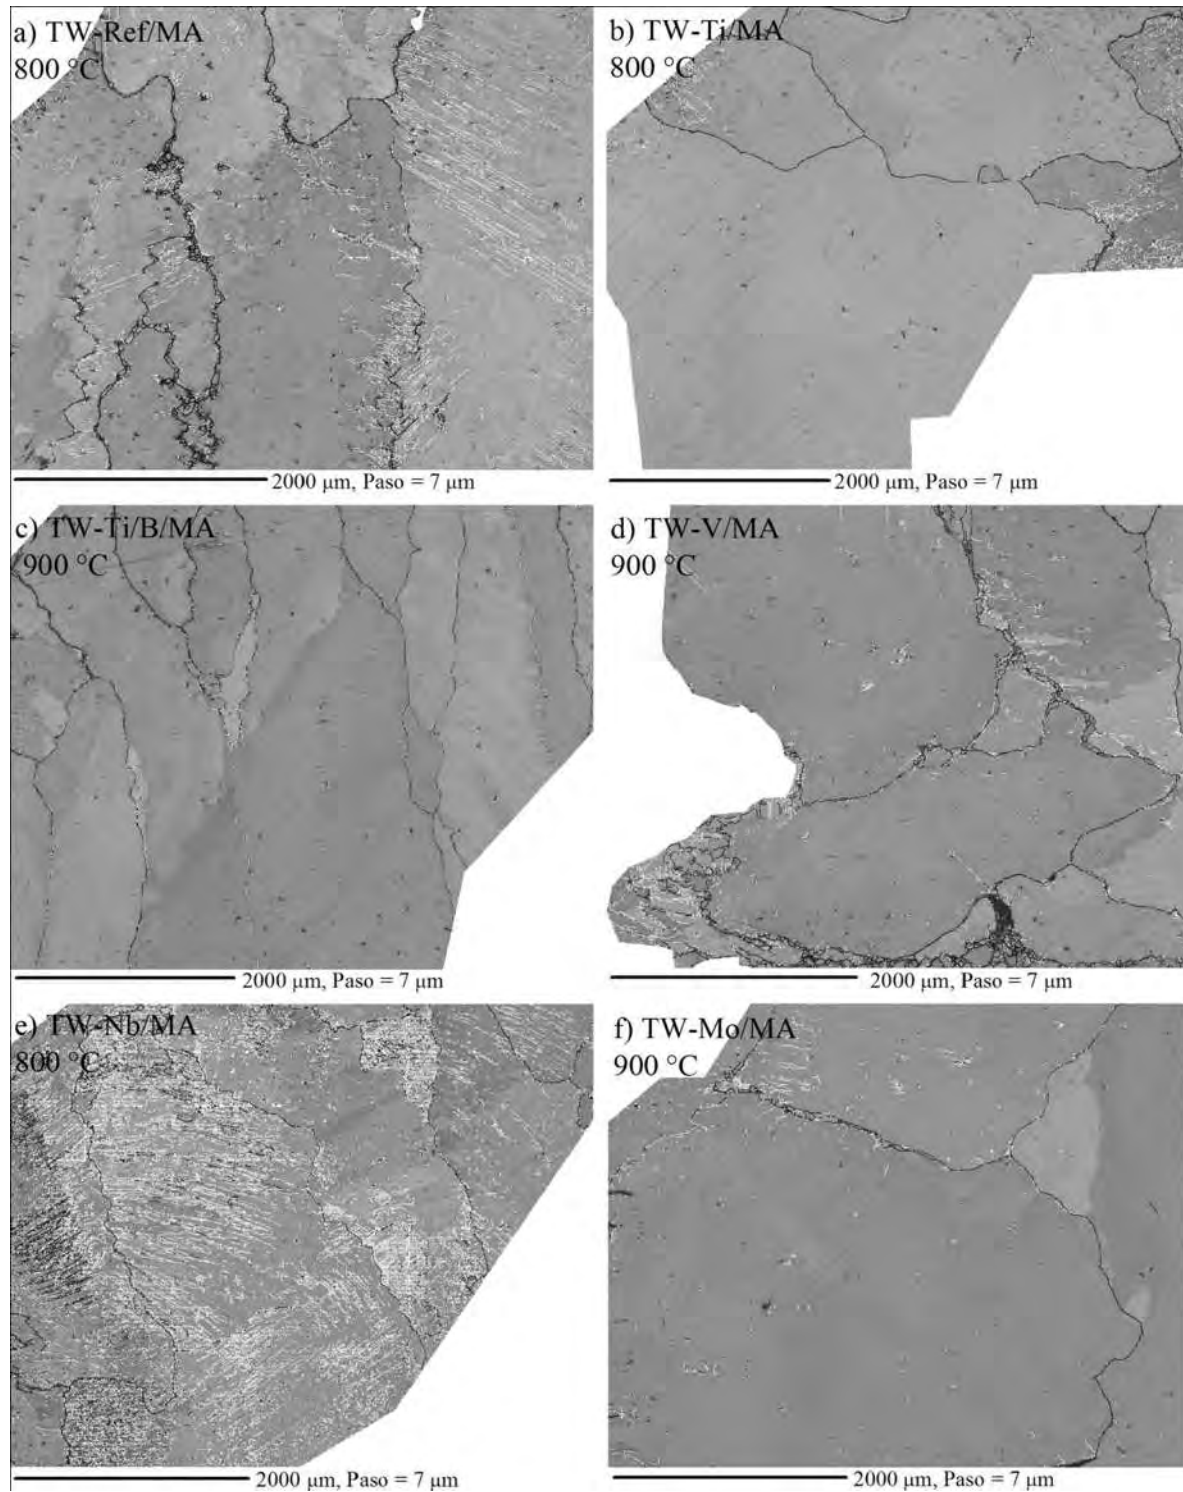 a) TW-Ref/MA
800 °C
b) TW-Ti/MA
800 °C
2000 μm, Paso = 7 μm
2000 μm, Paso = 7 μm
c) TW-Ti/B/MA
900 °C
d) TW-V/MA
900 °C
2000 μm, Paso = 7 μm
2000 μm, Paso = 7 μm
e) TW-Nb/MA
800 °C
f) TW-Mo/MA
900 °C
2000 μm, Paso = 7 μm
2000 μm, Paso = 7 μm